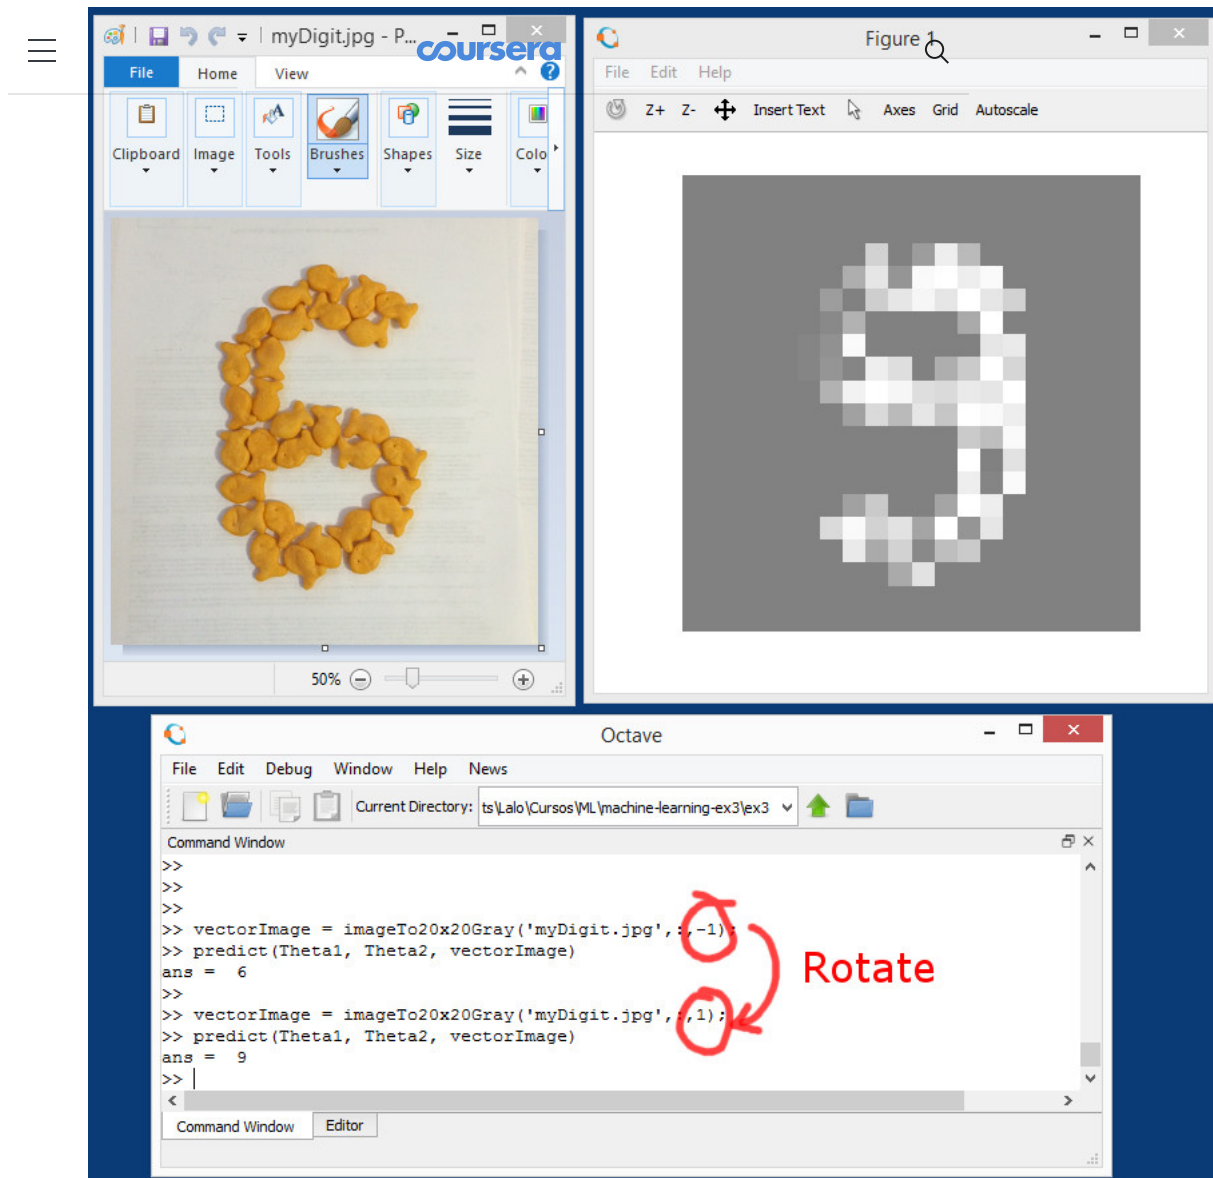 myDigit.jpg - P...
coursera
File Home View
Clipboard Image Tools Brushes Shapes Size Colo
50%
Figure 1
File Edit Help
Z+ Z- Insert Text Axes Grid Autoscale
Octave
File Edit Debug Window Help News
Current Directory: ts\Lalo\Cursos\ML\machine-learning-ex3\ex3
Command Window
>>
>>
>>
>> vectorImage = imageTo20x20Gray('myDigit.jpg',:,-1);
>> predict(Theta1, Theta2, vectorImage)
ans = 6
>>
>> vectorImage = imageTo20x20Gray('myDigit.jpg',:,1);
>> predict(Theta1, Theta2, vectorImage)
ans = 9
>>
Rotate
Command Window Editor
6
9